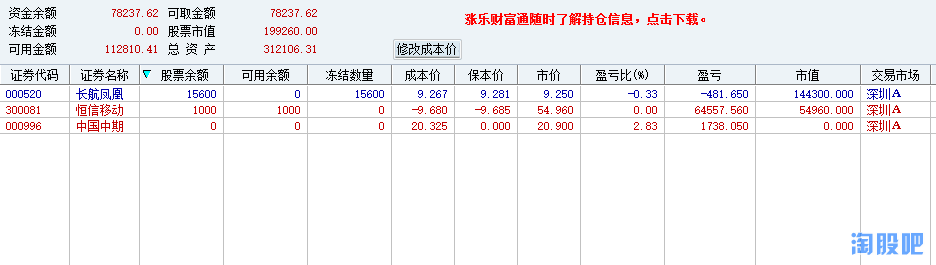 资金余额 78237.62 可取金额 78237.62 涨乐财富通随时了解持仓信息，点击下载。
冻结金额 0.00 股票市值 199260.00
可用金额 112810.41 总 资 产 312106.31 修改成本价
证券代码 证券名称 股票余额 可用余额 冻结数量 成本价 保本价 市价 盈亏比(%) 盈亏 市值 交易市场
000520 长航凤凰 15600 0 15600 9.267 9.281 9.250 -0.33 -481.650 144300.000 深圳A
300081 恒信移动 1000 1000 0 -9.680 -9.685 54.960 0.00 64557.560 54960.000 深圳A
000996 中国中期 0 0 0 20.325 0.000 20.900 2.83 1738.050 0.000 深圳A
淘股吧